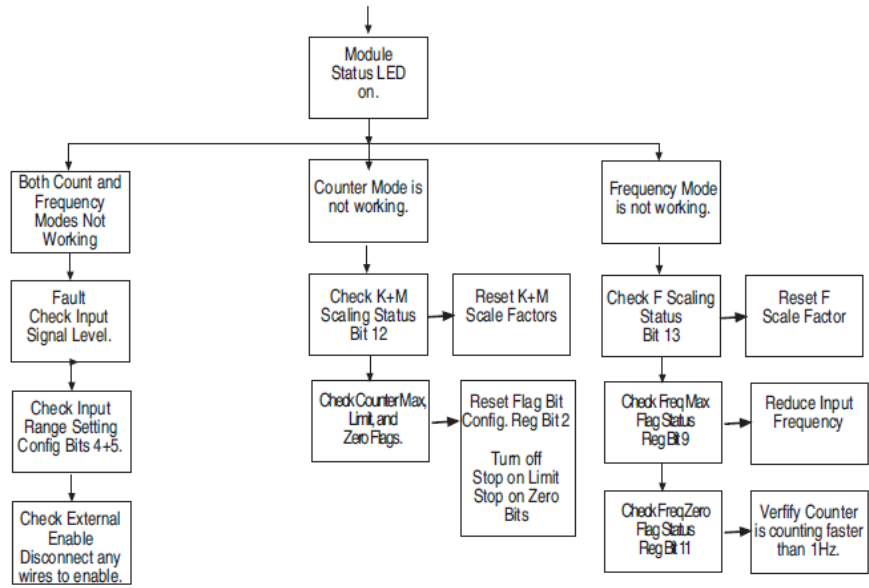 Module
Status LED
on.
Both Count and
Frequency
Modes Not
Working
Counter Mode is
not working.
Frequency Mode
is not working.
Fault
Check Input
Signal Level.
Check K+M
Scaling Status
Bit 12
Reset K+M
Scale Factors
Check F Scaling
Status
Bit 13
Reset F
Scale Factor
Check Input
Range Setting
Config Bits 4+5.
Check Counter Max,
Limit, and
Zero Flags.
Reset Flag Bit
Config. Reg Bit 2
Turn off
Stop on Limit
Stop on Zero
Bits
Check Freq Max
Flag Status
Reg Bit 9
Reduce Input
Frequency
Check External
Enable
Disconnect any
wires to enable.
Check Freq Zero
Flag Status
Reg Bit 11
Verfify Counter
is counting faster
than 1Hz.